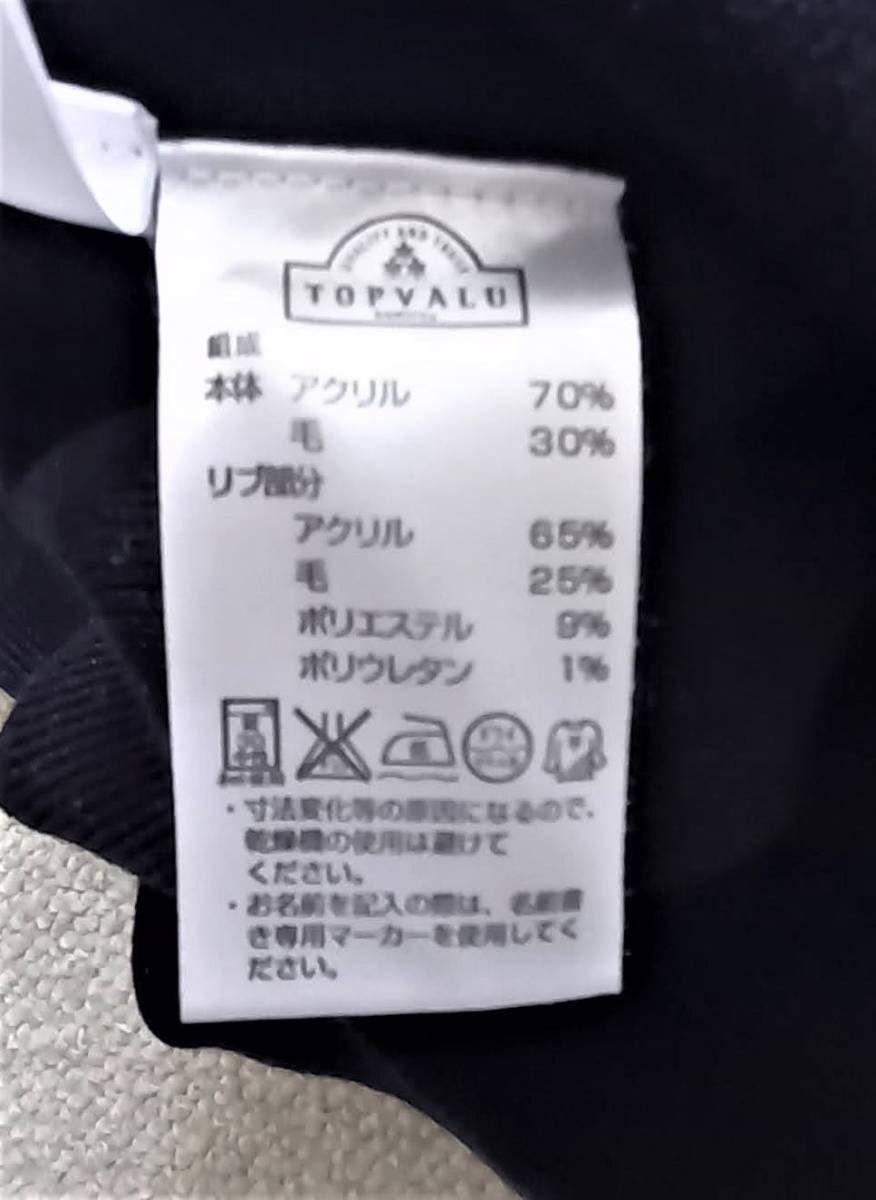 QUALITY AND TRUST
TOPVALU
組成
本体 アクリル 70%
毛 30%
リブ部分
アクリル 65%
毛 25%
ポリエステル 9%
ポリウレタン 1%
・寸法変化等の原因になるので、
乾燥機の使用は避けて
ください。
・お名前を記入の際は、名前書
き専用マーカーを使用してく
ださい。